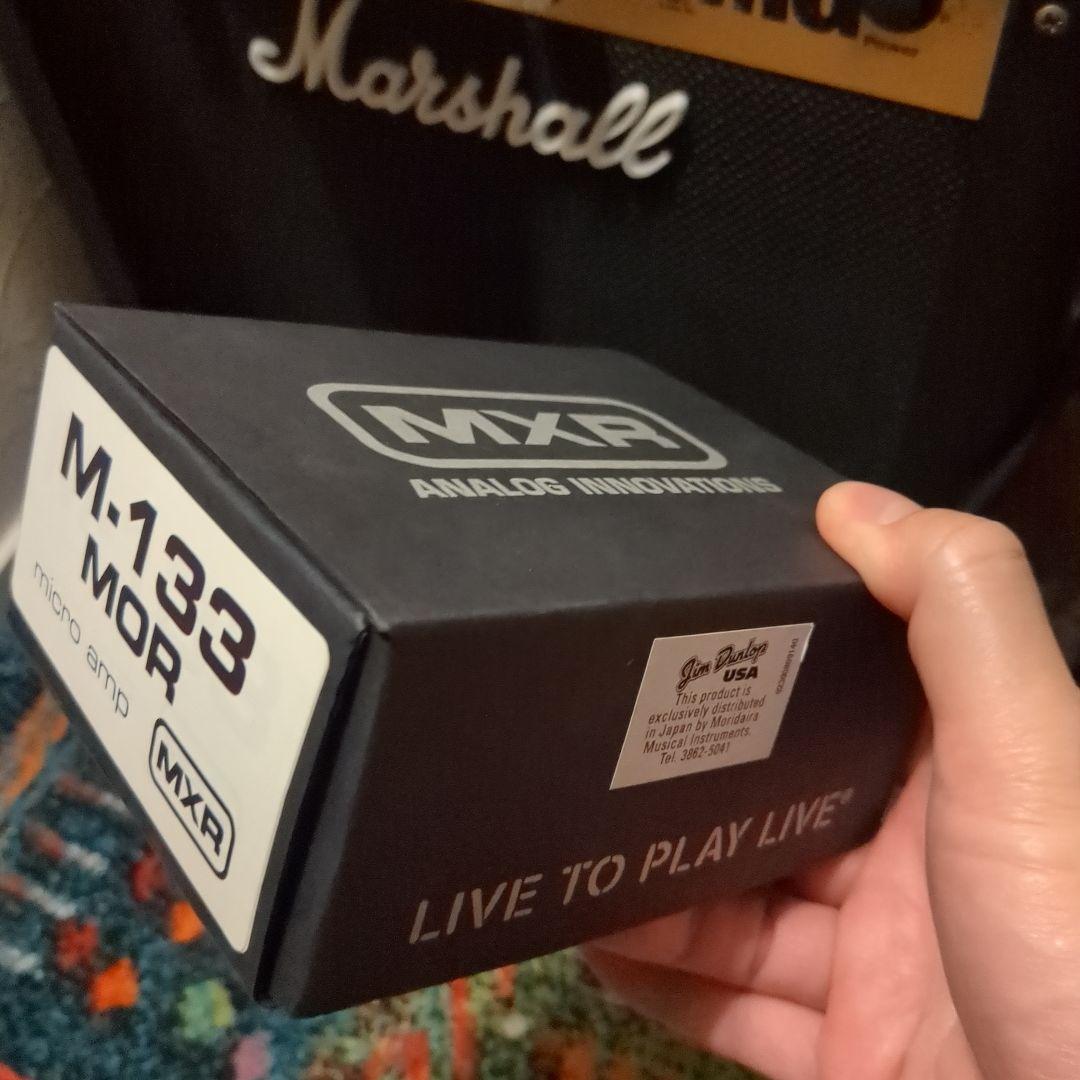 Marshall
Power
MXR
ANALOG INNOVATIONS
M-133
MOR
micro amp
MXR
Jim Dunlop
USA
This product is
exclusively distributed
in Japan by Moridaira
Musical Instruments.
Tel. 3862-5041
LIVE TO PLAY LIVE®